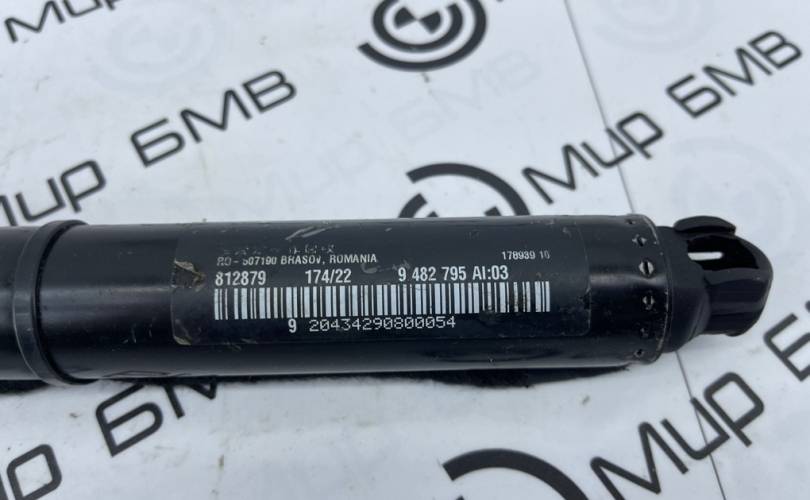 Мир БМВ
Мир БМВ
RO - 507190 BRASOV, ROMANIA
178939 10
812879 174/22 9 482 795 AI:03
9 20434290800054
Мир БМВ
Мир БМВ